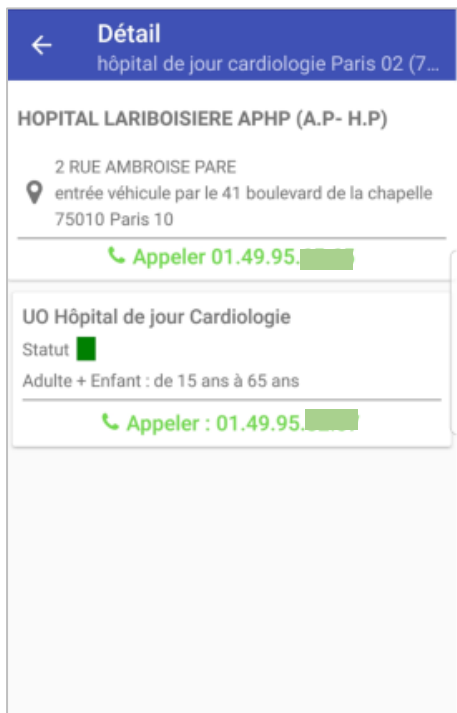 Détail
hôpital de jour cardiologie Paris 02 (7...
HOPITAL LARIBOISIERE APHP (A.P- H.P)
2 RUE AMBROISE PARE
entrée véhicule par le 41 boulevard de la chapelle
75010 Paris 10
Appeler 01.49.95.
UO Hôpital de jour Cardiologie
Statut
Adulte + Enfant : de 15 ans à 65 ans
Appeler : 01.49.95.